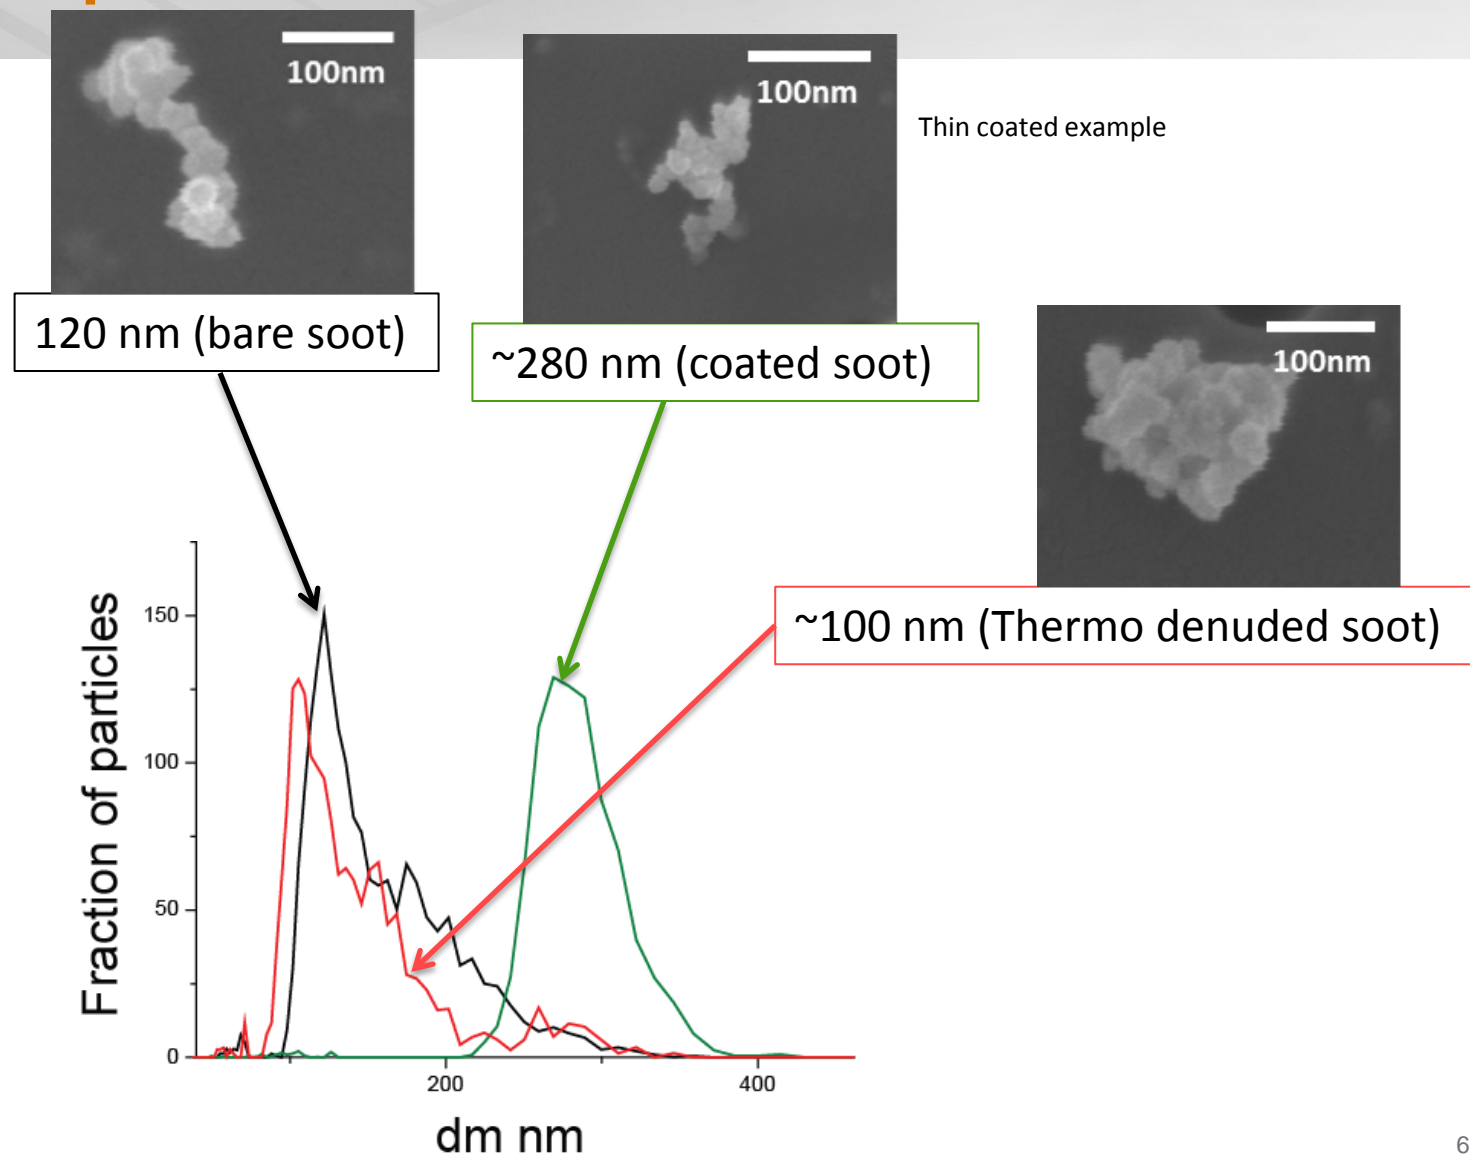 100nm
100nm
Thin coated example
120 nm (bare soot)
~280 nm (coated soot)
100nm
~100 nm (Thermo denuded soot)
Fraction of particles
150
100
50
0
200
400
dm nm
6